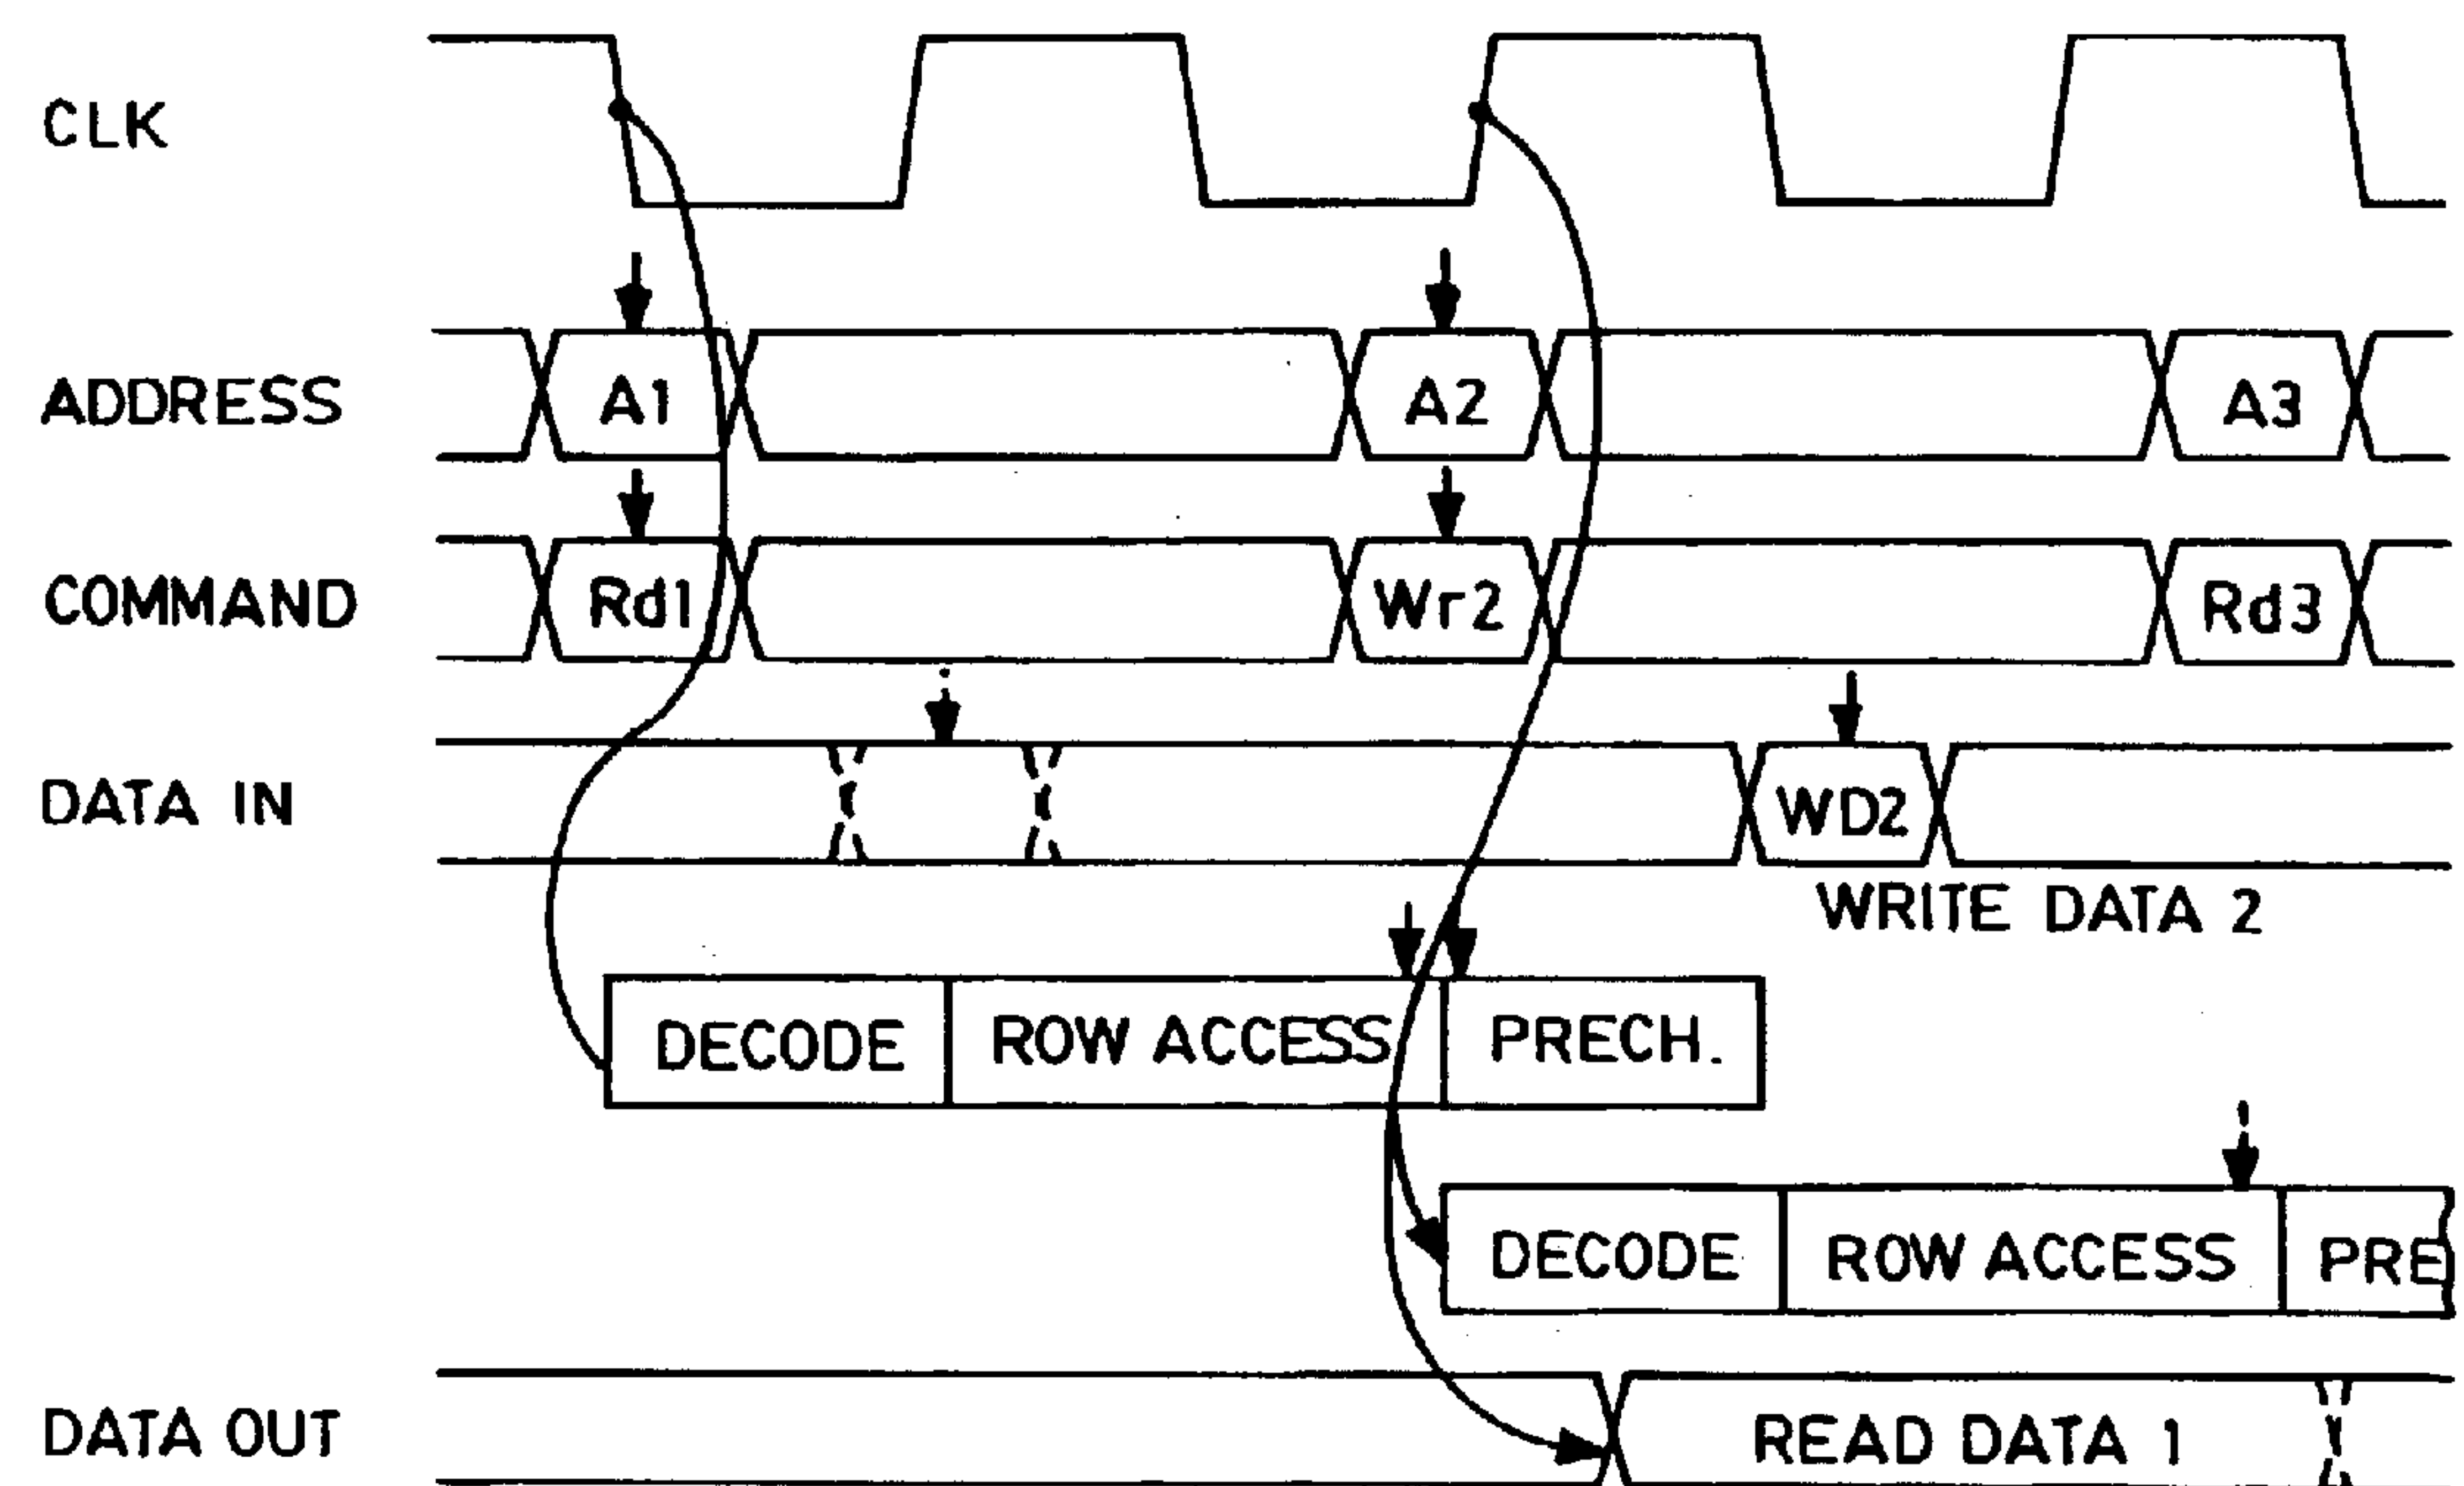 CLK
ADDRESS A1 A2 A3
COMMAND Rd1 Wr2 Rd3
DATA IN WD2
WRITE DATA 2
DECODE ROW ACCESS PRECH.
DECODE ROW ACCESS PRE
DATA OUT READ DATA 1